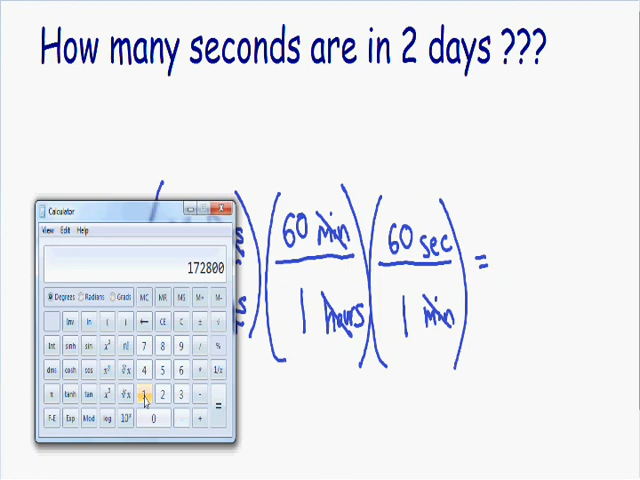 How many seconds are in 2 days ???
Calculator
View Edit Help
172800
Degrees Radians Grads MC MR MS M+ M-
Inv ln ( ) ← CE C ± √
Int sinh x² n! 7 8 9 / %
dms cosh 4 5 6 * 1/x
π tanh tan x³ 1 2 3 - =
F-E Exp Mod log 10ˣ 0 . +
60 min
1 hours
60 sec
1 min
=